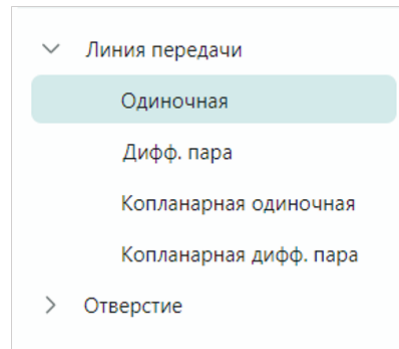 Линия передачи
Одиночная
Дифф. пара
Копланарная одиночная
Копланарная дифф. пара
Отверстие